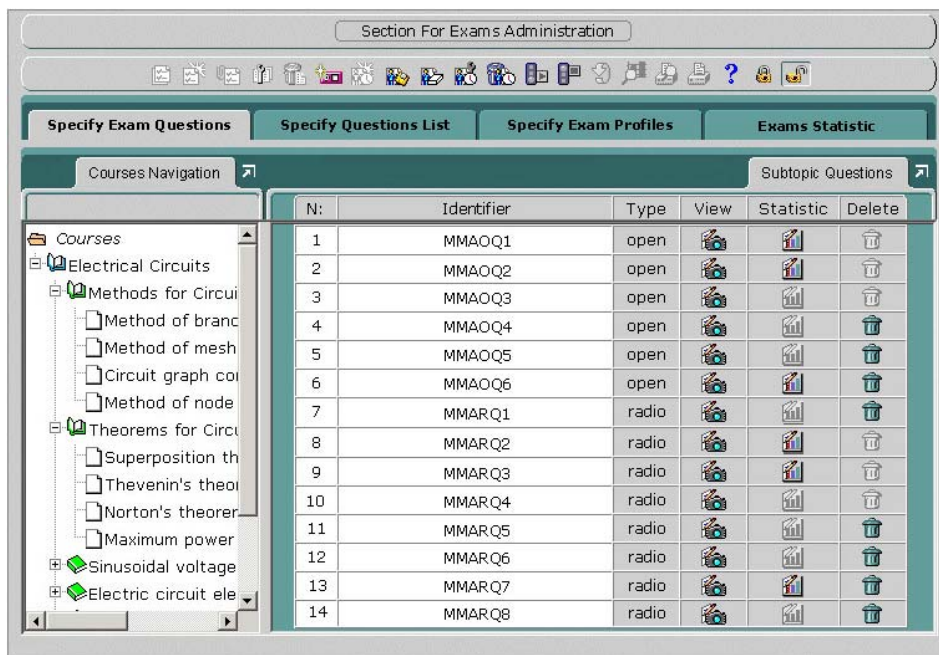 Section For Exams Administration
?
Specify Exam Questions Specify Questions List Specify Exam Profiles Exams Statistic
Courses Navigation Subtopic Questions
N: Identifier Type View Statistic Delete
Courses
Electrical Circuits
Methods for Circui
Method of branc
Method of mesh
Circuit graph co
Method of node
Theorems for Circu
Superposition th
Thevenin's theor
Norton's theorer
Maximum power
Sinusoidal voltage
Electric circuit ele
1 MMAOQ1 open
2 MMAOQ2 open
3 MMAOQ3 open
4 MMAOQ4 open
5 MMAOQ5 open
6 MMAOQ6 open
7 MMARQ1 radio
8 MMARQ2 radio
9 MMARQ3 radio
10 MMARQ4 radio
11 MMARQ5 radio
12 MMARQ6 radio
13 MMARQ7 radio
14 MMARQ8 radio